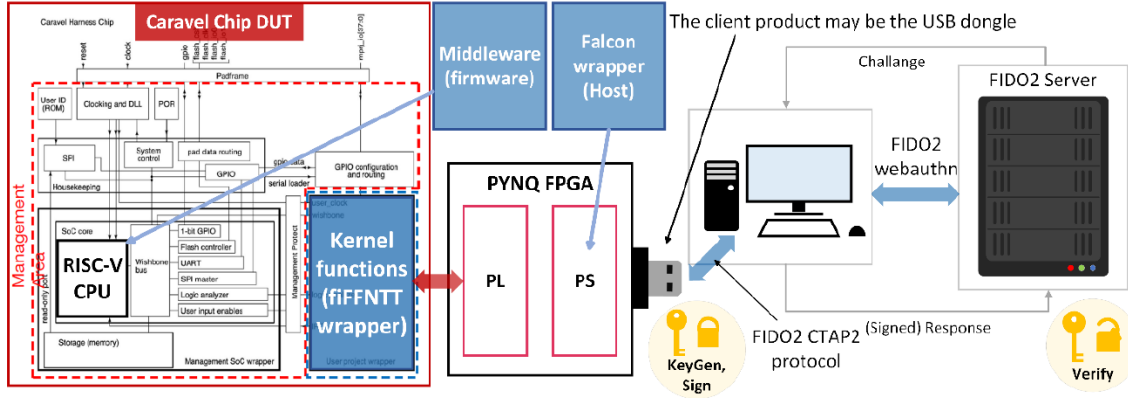 Caravel Harness Chip
Caravel Chip DUT
reset
clock
gpio
mprj_io[37:0]
Padframe
User ID
(ROM)
Clocking and DLL
POR
SPI
System
control
pad data routing
GPIO
Housekeeping
gpio data
serial loader
GPIO configuration
and routing
Management
Area
read-only port
user_clock
wishbone
SoC core
RISC-V
CPU
Wishbone
bus
1-bit GPIO
Flash controller
UART
SPI master
Logic analyzer
User input enables
Management Protect
Storage (memory)
Management SoC wrapper
User project wrapper
Kernel
functions
(fiFFNTT
wrapper)
Middleware
(firmware)
Falcon
wrapper
(Host)
PYNQ FPGA
PL
PS
The client product may be the USB dongle
Challange
FIDO2 Server
FIDO2
webauthn
(Signed) Response
FIDO2 CTAP2
protocol
KeyGen,
Sign
Verify